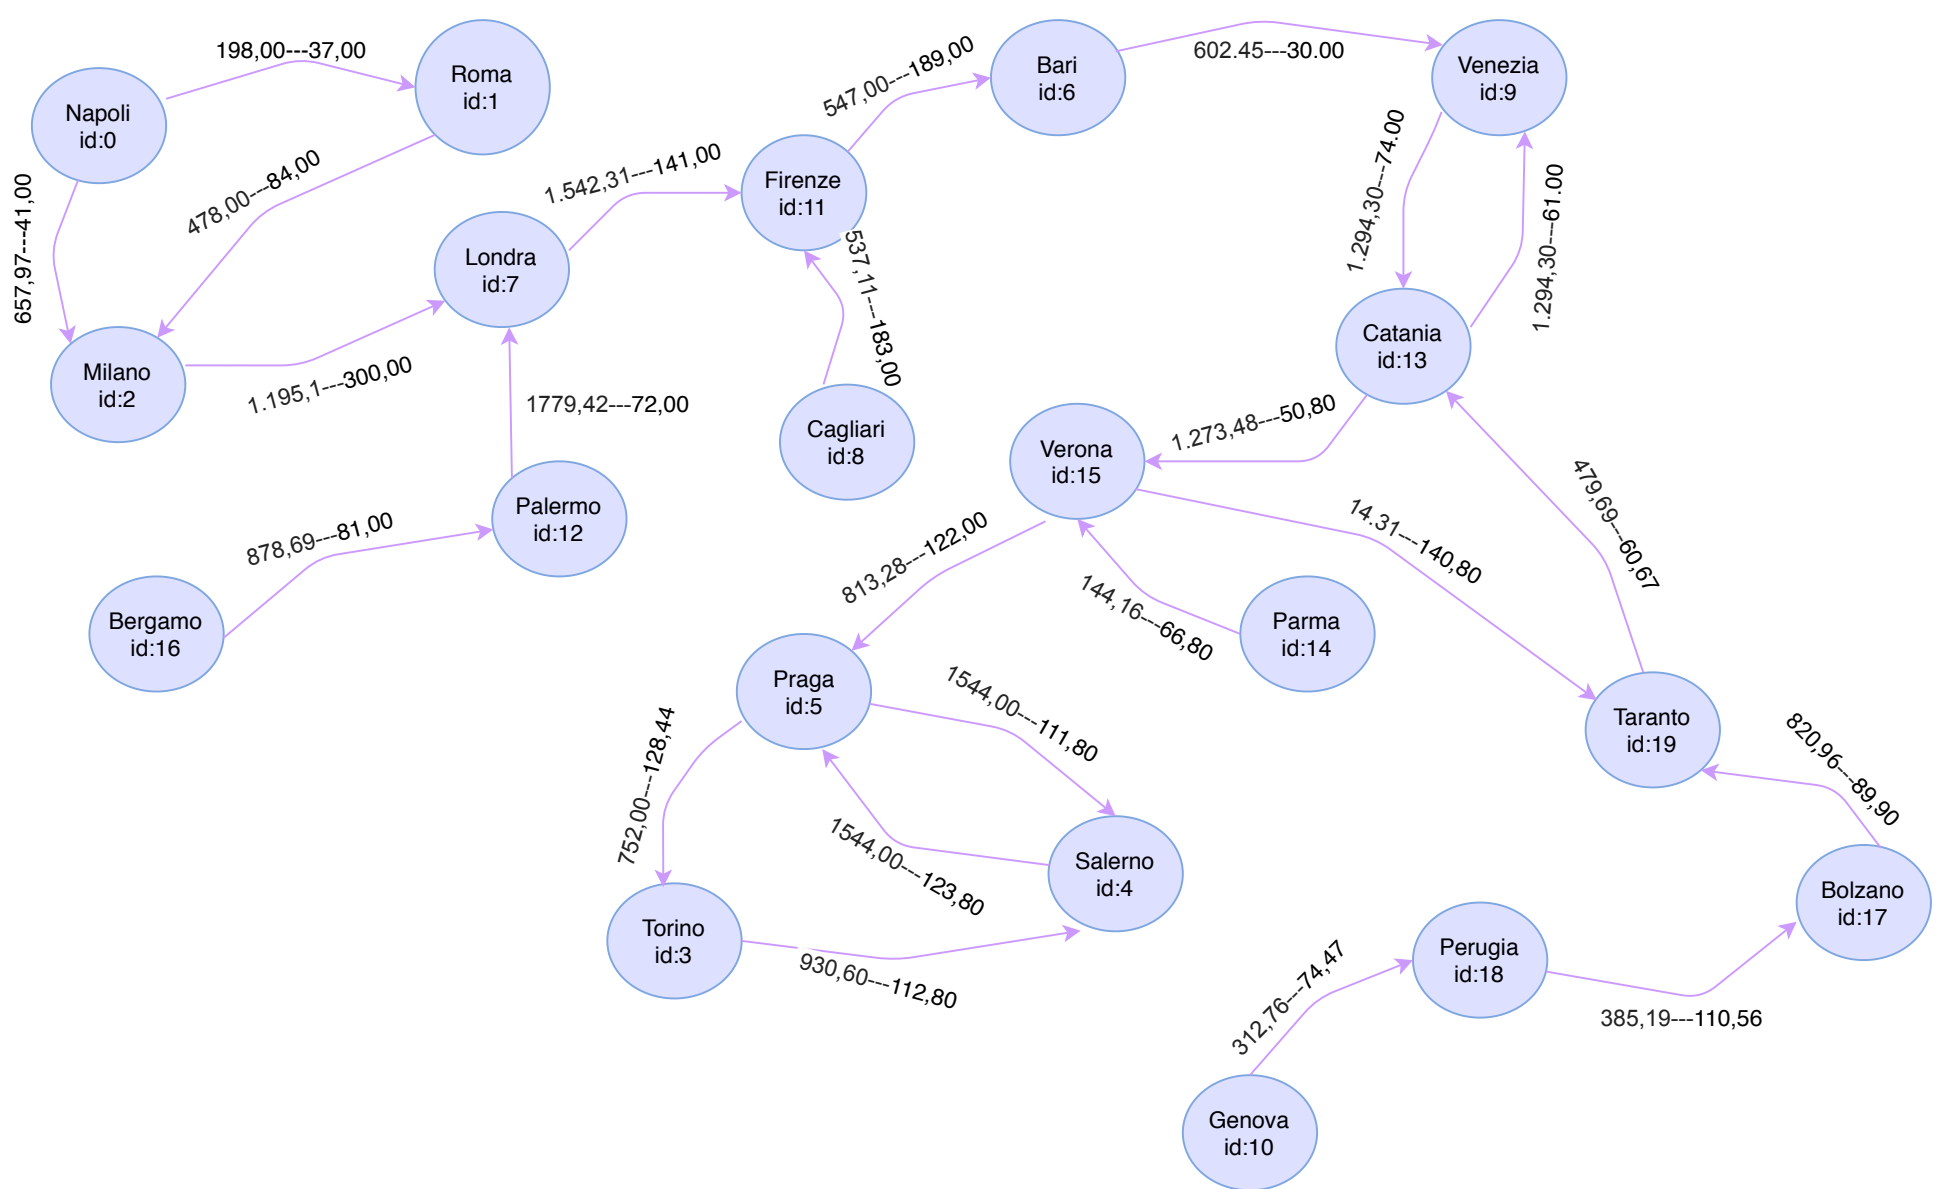 198,00---37,00
Roma
id:1
Napoli
id:0
547,00---189,00
Bari
id:6
602.45---30.00
Venezia
id:9
657,97---41,00
478,00---84,00
1.542,31---141,00
Firenze
id:11
1.294,30---74.00
1.294,30---61.00
Londra
id:7
537,11---183,00
Catania
id:13
Milano
id:2
1.195,1---300,00
1779,42---72,00
Cagliari
id:8
Verona
id:15
1.273,48---50,80
479,69---60,67
878,69---81,00
Palermo
id:12
813,28---122,00
14.31---140,80
144,16---66,80
Bergamo
id:16
Parma
id:14
Praga
id:5
1544,00---111,80
Taranto
id:19
820,96---89,90
752,00---128,44
1544,00---123,80
Salerno
id:4
Bolzano
id:17
Torino
id:3
930,60---112,80
312,76---74,47
Perugia
id:18
385,19---110,56
Genova
id:10